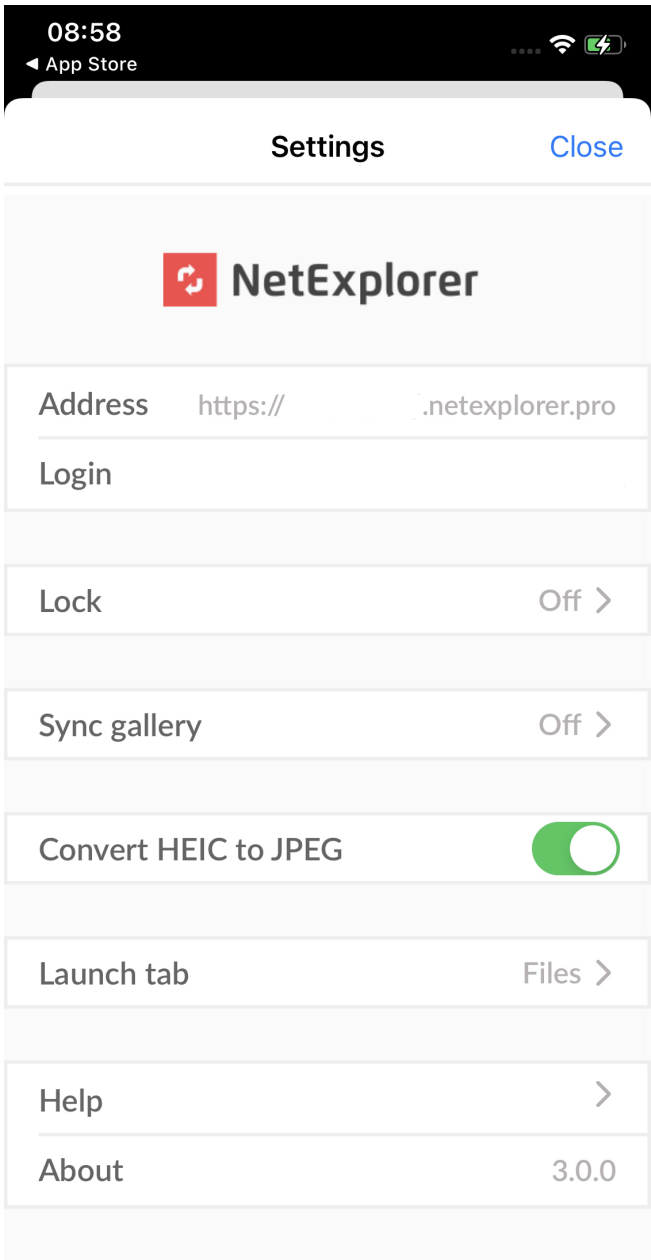 08:58
◀ App Store
Settings Close
NetExplorer
Address https:// .netexplorer.pro
Login
Lock Off
Sync gallery Off
Convert HEIC to JPEG
Launch tab Files
Help
About 3.0.0